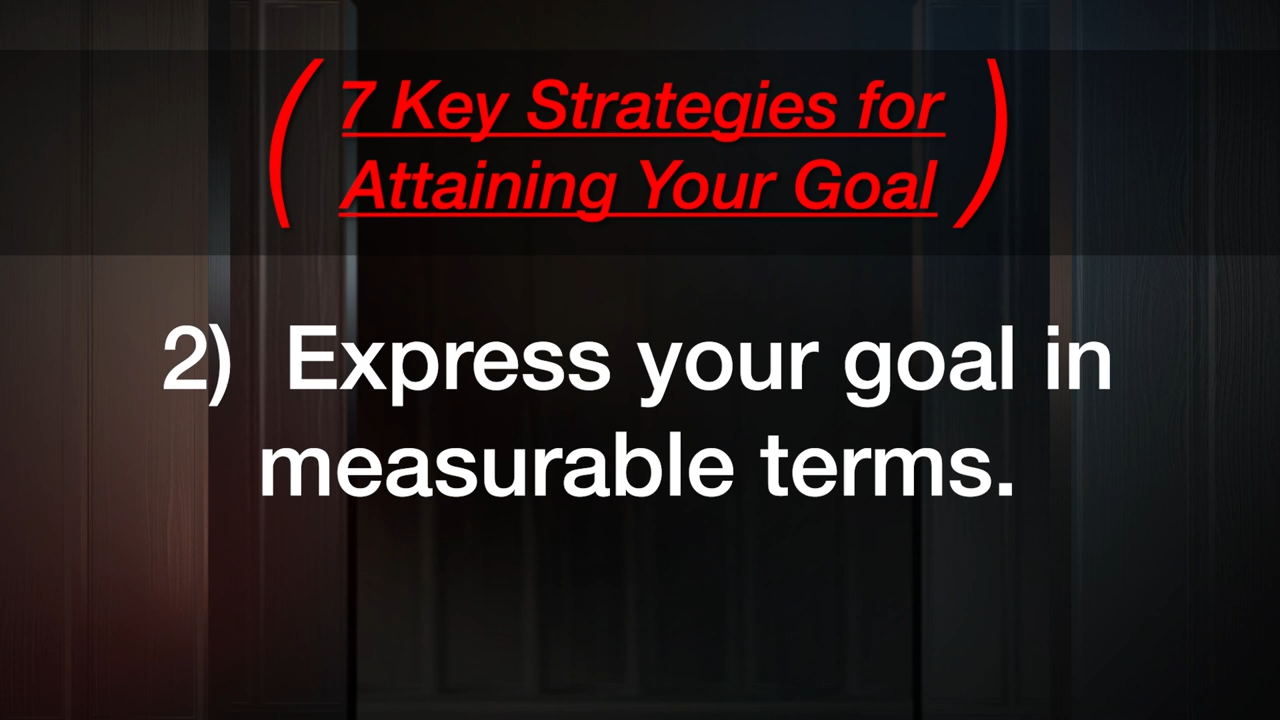 ( 7 Key Strategies for
Attaining Your Goal )
2) Express your goal in
measurable terms.